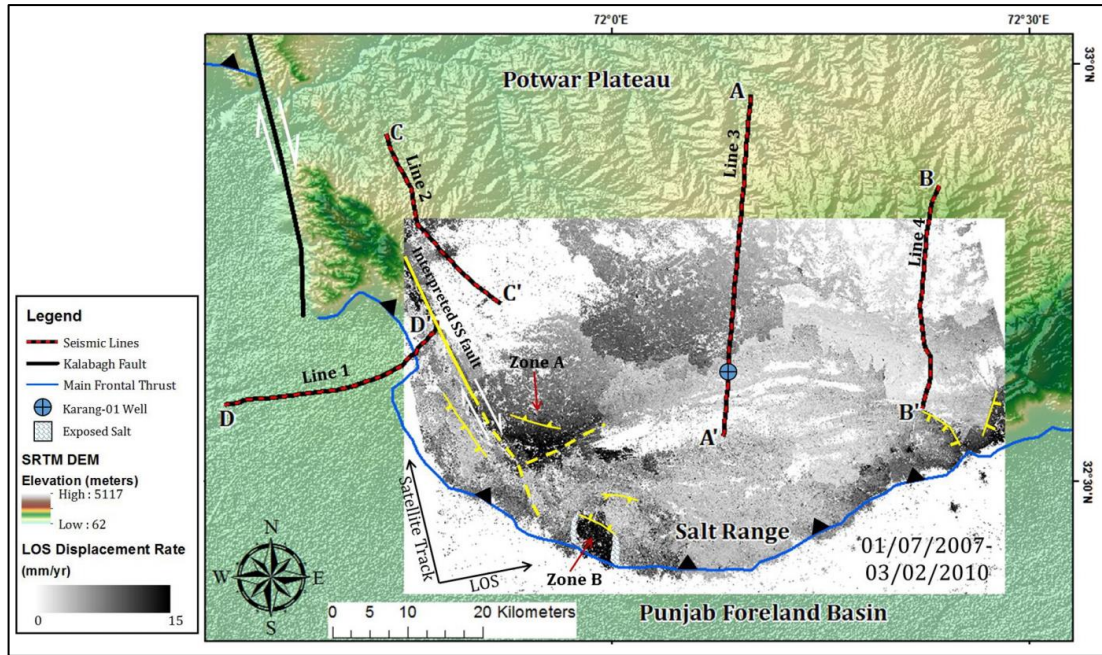 72°0'E
72°30'E
33°0'N
Potwar Plateau
A
C
Line 3
Line 2
B
Line 4
C'
Interpreted SS fault
D'
Zone A
Line 1
D
B'
A'
32°30'N
Satellite Track
LOS
Zone B
Salt Range
01/07/2007-
03/02/2010
Punjab Foreland Basin
N
W
E
S
0 5 10 20 Kilometers
Legend
Seismic Lines
Kalabagh Fault
Main Frontal Thrust
Karang-01 Well
Exposed Salt
SRTM DEM
Elevation (meters)
High : 5117
Low : 62
LOS Displacement Rate
(mm/yr)
0 15